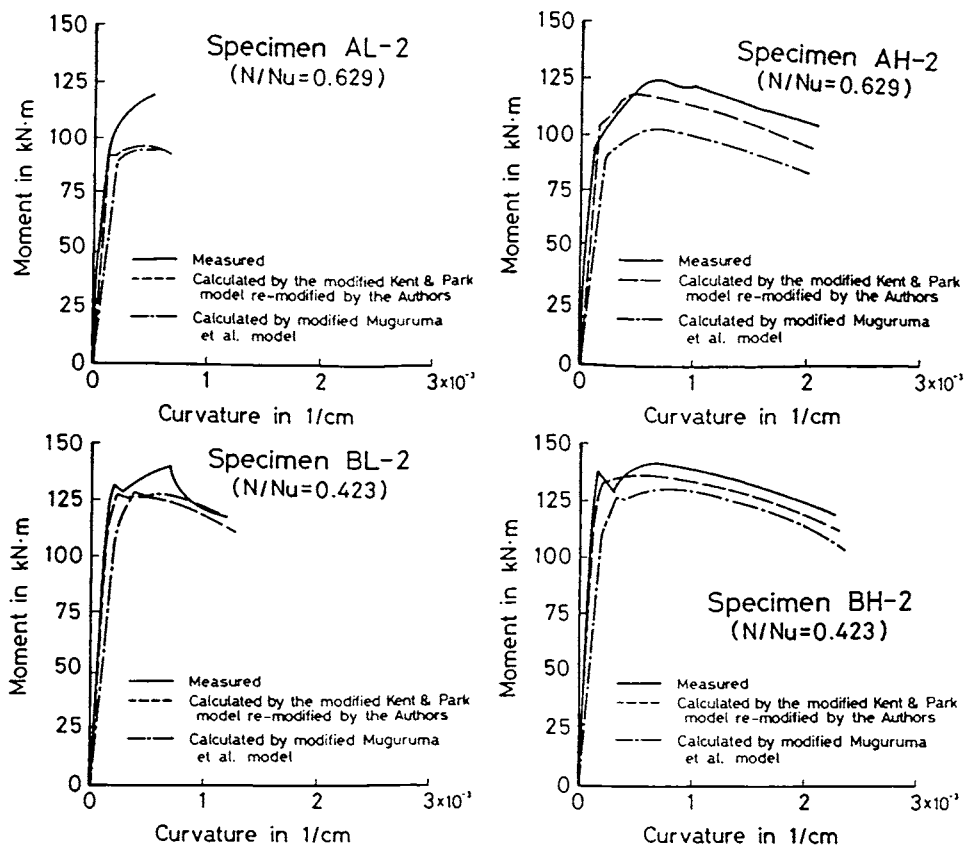 Specimen AL-2
(N/Nu=0.629)
Moment in kN·m
150
125
100
75
50
25
0
Measured
Calculated by the modified Kent & Park
model re-modified by the Authors
Calculated by modified Muguruma
et al. model
0
1
2
3×10⁻³
Curvature in 1/cm
Specimen AH-2
(N/Nu=0.629)
Moment in kN·m
150
125
100
75
50
25
0
Measured
Calculated by the modified Kent & Park
model re-modified by the Authors
Calculated by modified Muguruma
et al. model
0
1
2
3×10⁻³
Curvature in 1/cm
Specimen BL-2
(N/Nu=0.423)
Moment in kN·m
150
125
100
75
50
25
0
Measured
Calculated by the modified Kent & Park
model re-modified by the Authors
Calculated by modified Muguruma
et al. model
0
1
2
3×10⁻³
Curvature in 1/cm
Specimen BH-2
(N/Nu=0.423)
Moment in kN·m
150
125
100
75
50
25
0
Measured
Calculated by the modified Kent & Park
model re-modified by the Authors
Calculated by modified Muguruma
et al. model
0
1
2
3×10⁻³
Curvature in 1/cm